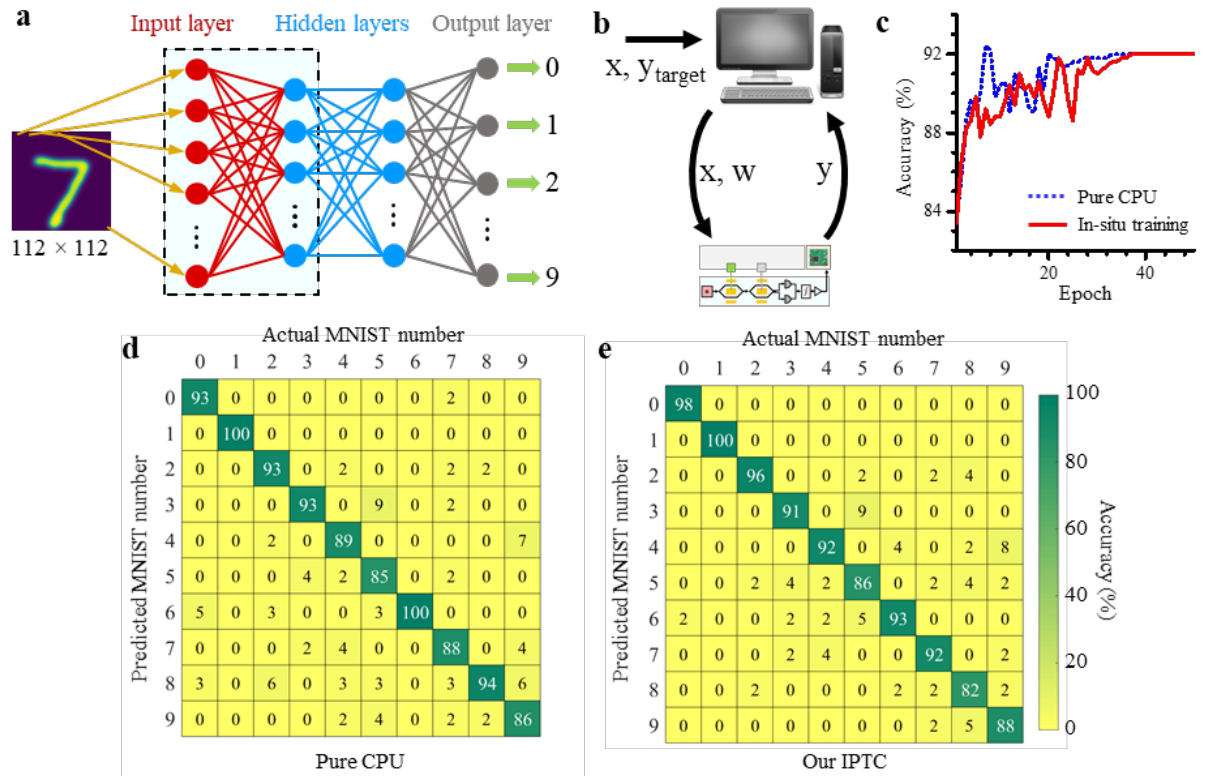 a
Input layer
Hidden layers
Output layer
0
1
2
9
112 × 112
b
x, y_target
x, w
y
c
Accuracy (%)
92
88
84
Pure CPU
In-situ training
20
40
Epoch
d
Actual MNIST number
0 1 2 3 4 5 6 7 8 9
Predicted MNIST number
0 93 0 0 0 0 0 0 2 0 0
1 0 100 0 0 0 0 0 0 0 0
2 0 0 93 0 2 0 0 2 2 0
3 0 0 0 93 0 9 0 2 0 0
4 0 0 2 0 89 0 0 0 0 7
5 0 0 0 4 2 85 0 2 0 0
6 5 0 3 0 0 3 100 0 0 0
7 0 0 0 2 4 0 0 88 0 4
8 3 0 6 0 3 3 0 3 94 6
9 0 0 0 0 2 4 0 2 2 86
Pure CPU
e
Actual MNIST number
0 1 2 3 4 5 6 7 8 9
Predicted MNIST number
0 98 0 0 0 0 0 0 0 0 0
1 0 100 0 0 0 0 0 0 0 0
2 0 0 96 0 0 2 0 2 4 0
3 0 0 0 91 0 9 0 0 0 0
4 0 0 0 0 92 0 4 0 2 8
5 0 0 2 4 2 86 0 2 4 2
6 2 0 2 2 2 5 93 0 0 0
7 0 0 0 2 4 0 0 92 0 2
8 0 0 2 0 0 0 2 2 82 2
9 0 0 0 0 0 0 0 2 5 88
Our IPTC
100
80
60
40
20
0
Accuracy (%)